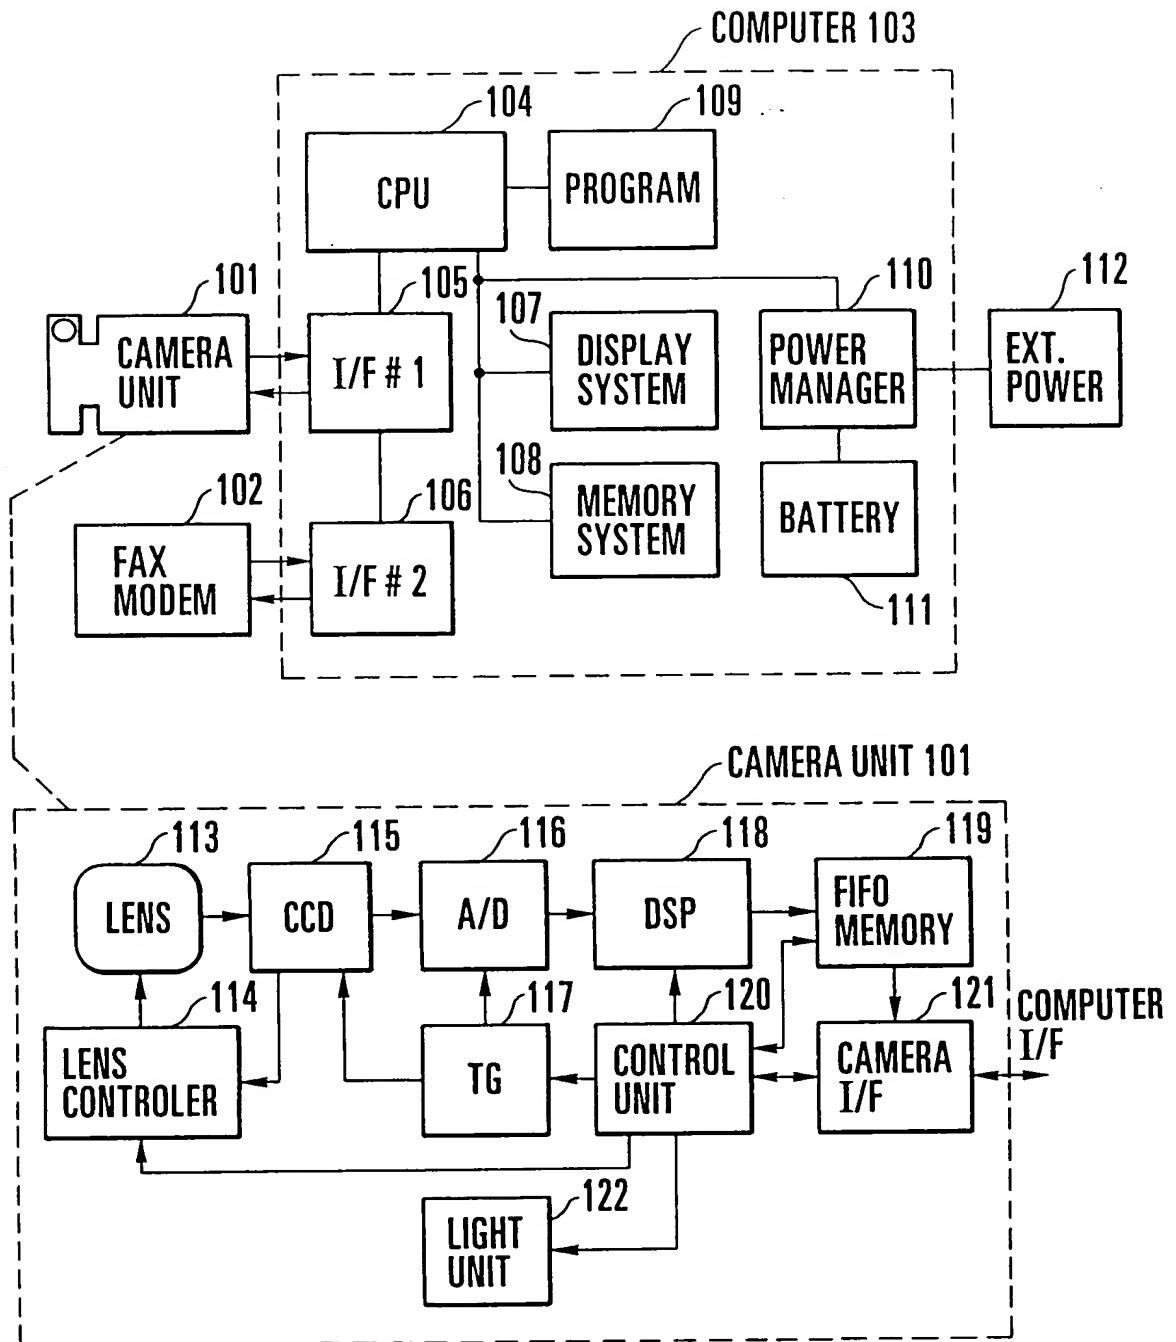 COMPUTER 103
104
109
CPU
PROGRAM
101
105
107
110
112
CAMERA
UNIT
I/F # 1
DISPLAY
SYSTEM
POWER
MANAGER
EXT.
POWER
102
106
108
FAX
MODEM
I/F # 2
MEMORY
SYSTEM
BATTERY
111
CAMERA UNIT 101
113
115
116
118
119
LENS
CCD
A/D
DSP
FIFO
MEMORY
114
117
120
121
COMPUTER
I/F
LENS
CONTROLER
TG
CONTROL
UNIT
CAMERA
I/F
122
LIGHT
UNIT